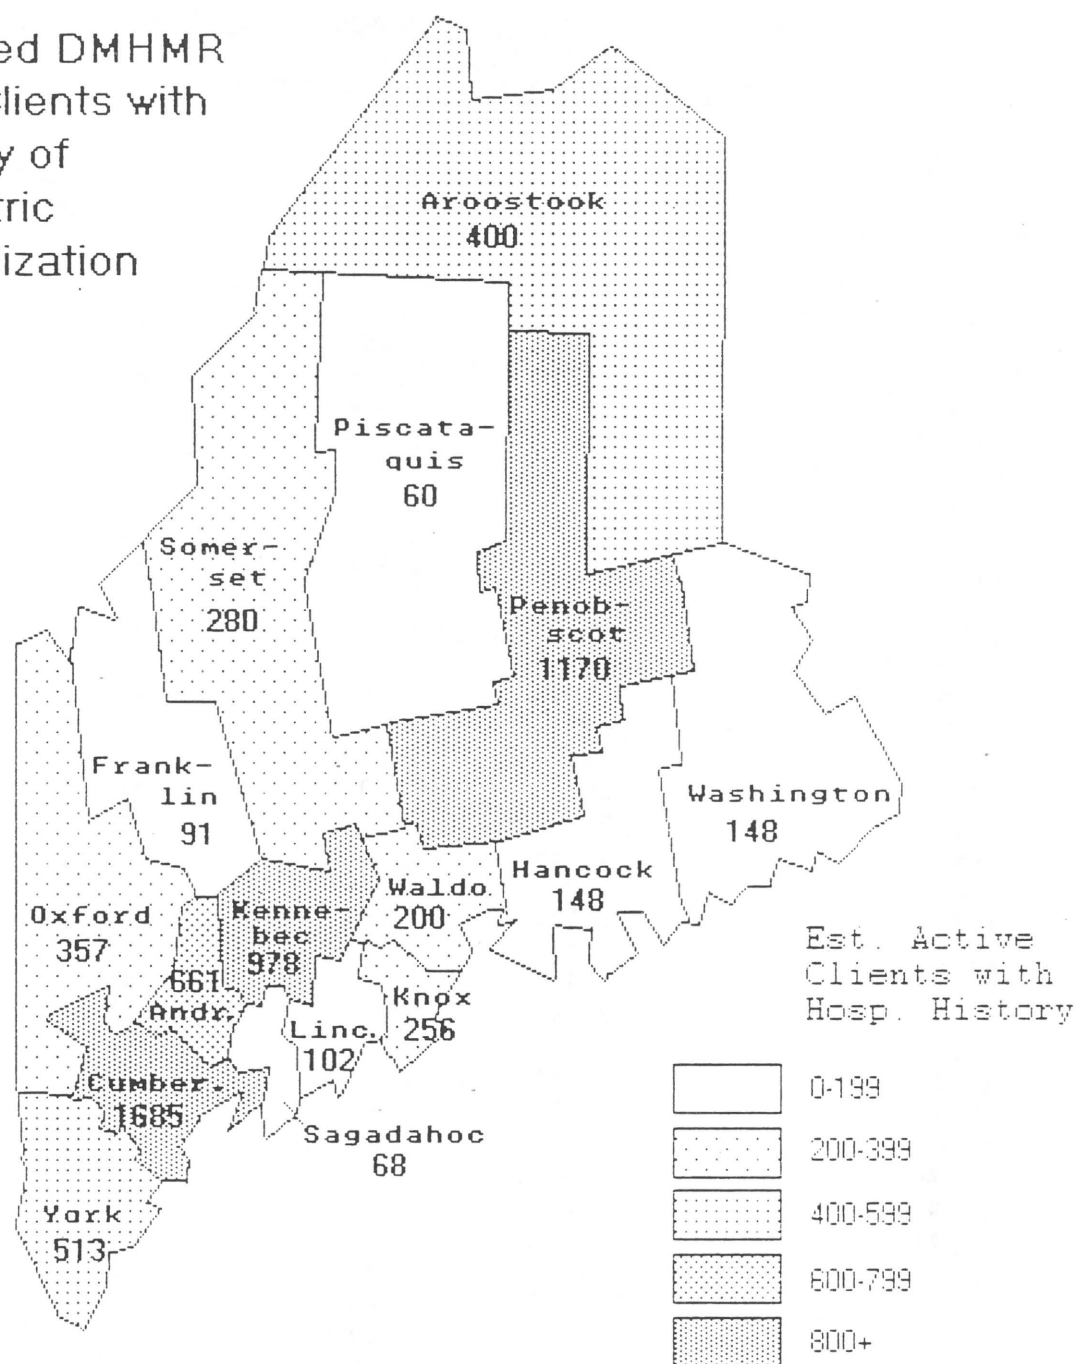 ed DMHMR
lients with
y of
tric
ization
Aroostook
400
Piscata-
quis
60
Somer-
set
280
Penob-
scot
1170
Frank-
lin
91
Washington
148
Hancock
148
Waldo
200
Oxford
357
Kenne-
bec
978
661
Andr.
Knox
256
Linc.
102
Cumber.
1685
Sagadahoc
68
York
513
Est. Active
Clients with
Hosp. History
0-199
200-399
400-599
600-799
800+